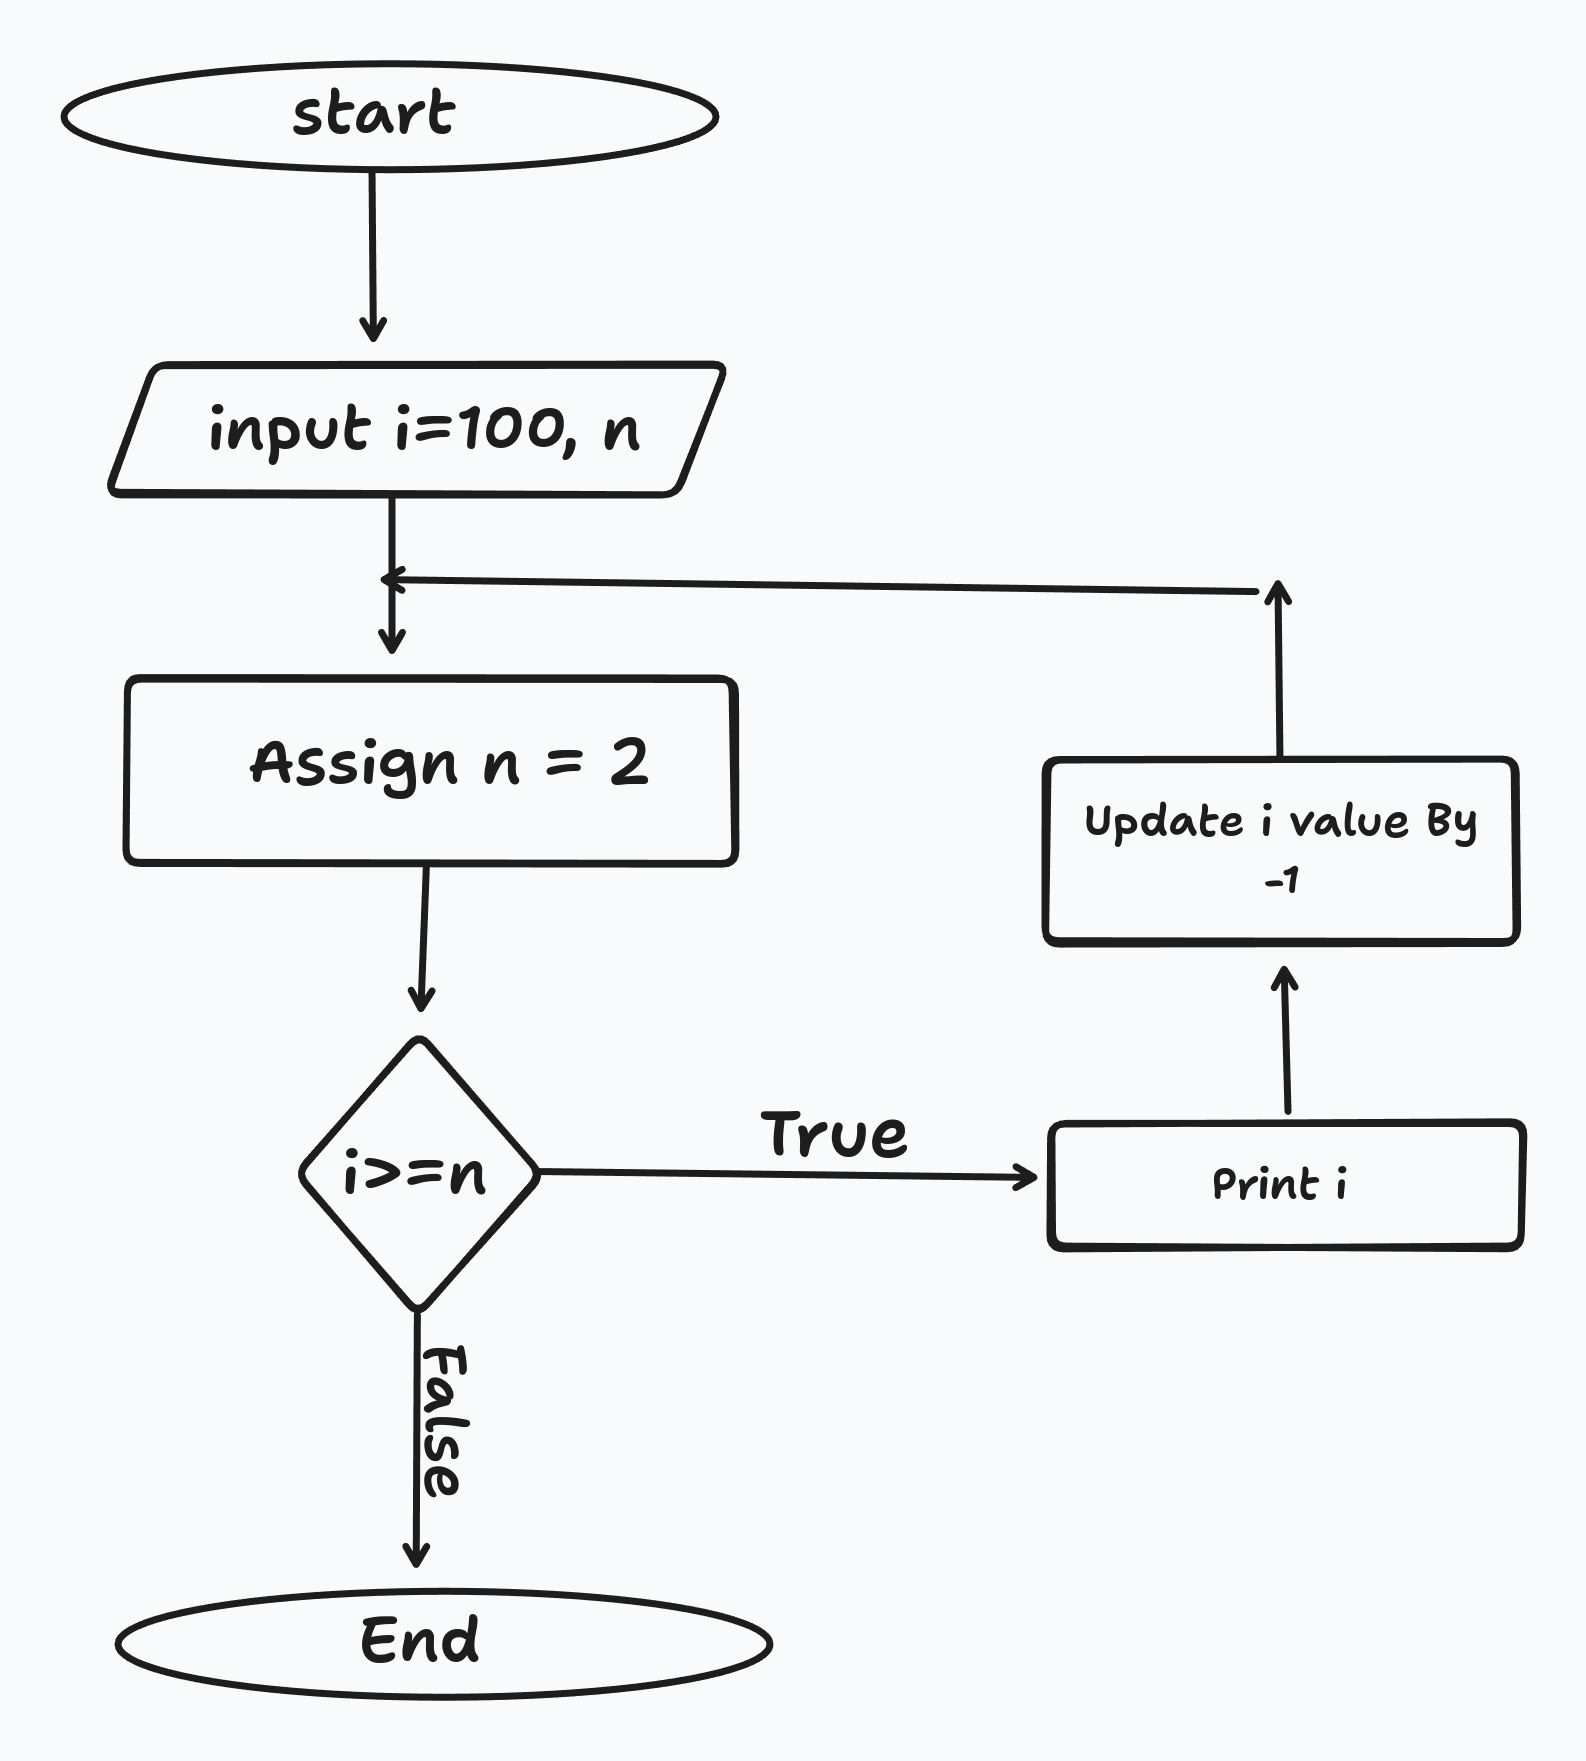 start
input i=100, n
Assign n = 2
i>=n
True
Print i
Update i value By
-1
False
End